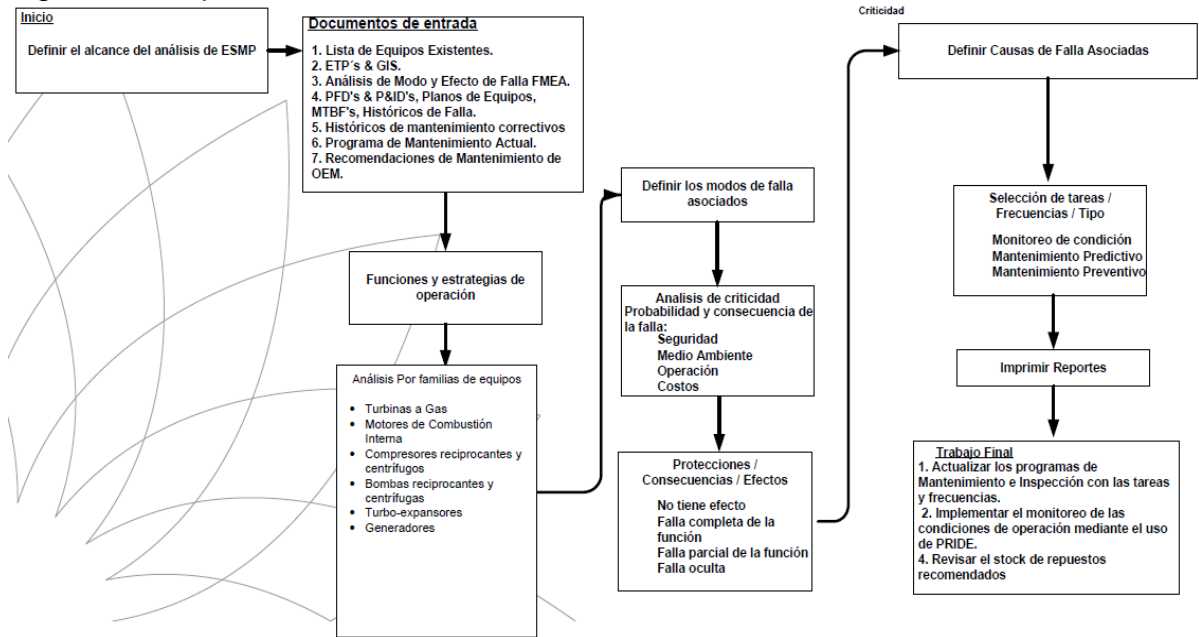 Inicio
Definir el alcance del análisis de ESMP
Documentos de entrada
1. Lista de Equipos Existentes.
2. ETP´s & GIS.
3. Análisis de Modo y Efecto de Falla FMEA.
4. PFD's & P&ID's, Planos de Equipos,
MTBF's, Históricos de Falla.
5. Históricos de mantenimiento correctivos
6. Programa de Mantenimiento Actual.
7. Recomendaciones de Mantenimiento de
OEM.
Funciones y estrategias de
operación
Análisis Por familias de equipos
• Turbinas a Gas
• Motores de Combustión
Interna
• Compresores reciprocantes y
centrífugos
• Bombas reciprocantes y
centrífugas
• Turbo-expansores
• Generadores
Definir los modos de falla
asociados
Analisis de criticidad
Probabilidad y consecuencia de
la falla:
Seguridad
Medio Ambiente
Operación
Costos
Protecciones /
Consecuencias / Efectos
No tiene efecto
Falla completa de la
función
Falla parcial de la función
Falla oculta
Criticidad
Definir Causas de Falla Asociadas
Selección de tareas /
Frecuencias / Tipo
Monitoreo de condición
Mantenimiento Predictivo
Mantenimiento Preventivo
Imprimir Reportes
Trabajo Final
1. Actualizar los programas de
Mantenimiento e Inspección con las tareas
y frecuencias.
2. Implementar el monitoreo de las
condiciones de operación mediante el uso
de PRIDE.
4. Revisar el stock de repuestos
recomendados